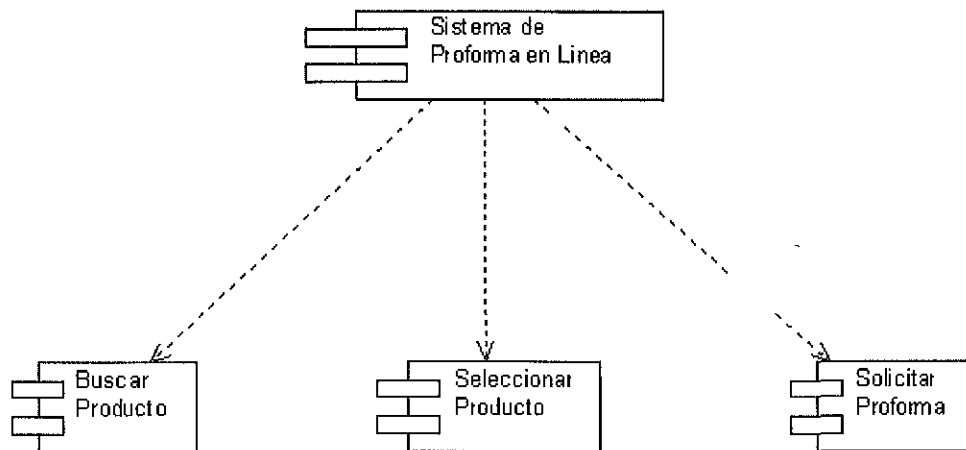 Sistema de
Proforma en Linea
Buscar
Producto
Seleccionar
Producto
Solicitar
Proforma